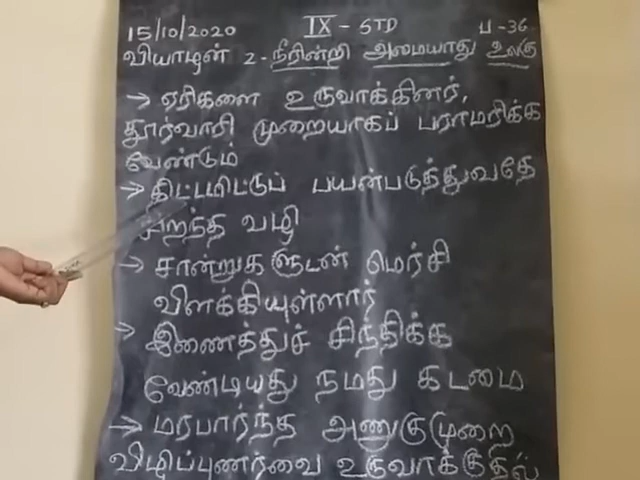 15/10/2020 IX - STD ப - 36
வியாழன் 2 - நீரின்றி அமையாது உலகு
→ ஏரிகளை உருவாக்கினர்,
தூர்வாரி முறையாகப் பராமரிக்க
வேண்டும்
→ திட்டமிட்டுப் பயன்படுத்துவதே
சிறந்த வழி
→ சான்றுகளுடன் மெர்சி
விளக்கியுள்ளார்
→ இணைத்துச் சிந்திக்க
வேண்டியது நமது கடமை
→ மரபார்ந்த அணுகுமுறை
விழிப்புணர்வை உருவாக்குதில்